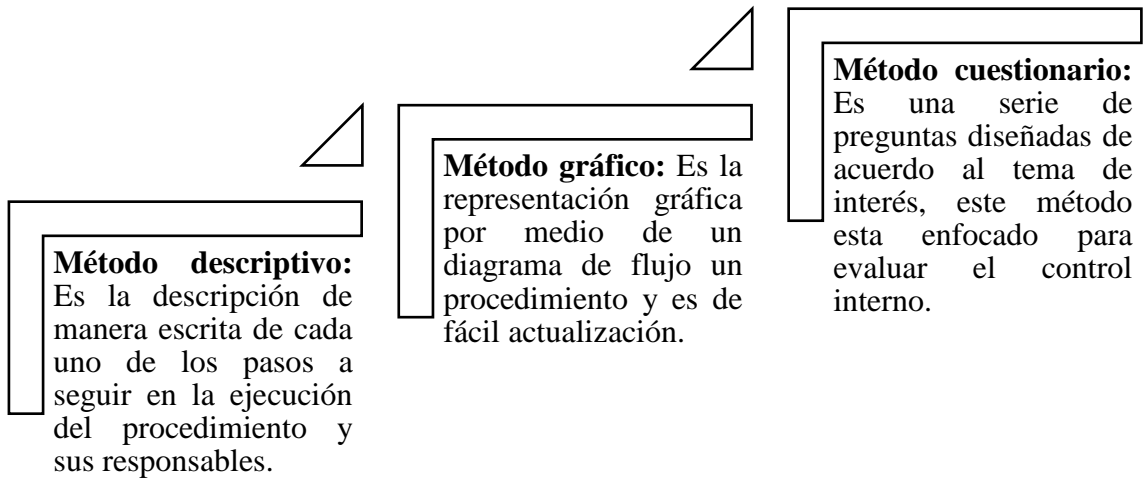 Método descriptivo:
Es la descripción de
manera escrita de cada
uno de los pasos a
seguir en la ejecución
del procedimiento y
sus responsables.
Método gráfico: Es la
representación gráfica
por medio de un
diagrama de flujo un
procedimiento y es de
fácil actualización.
Método cuestionario:
Es una serie de
preguntas diseñadas de
acuerdo al tema de
interés, este método
esta enfocado para
evaluar el control
interno.